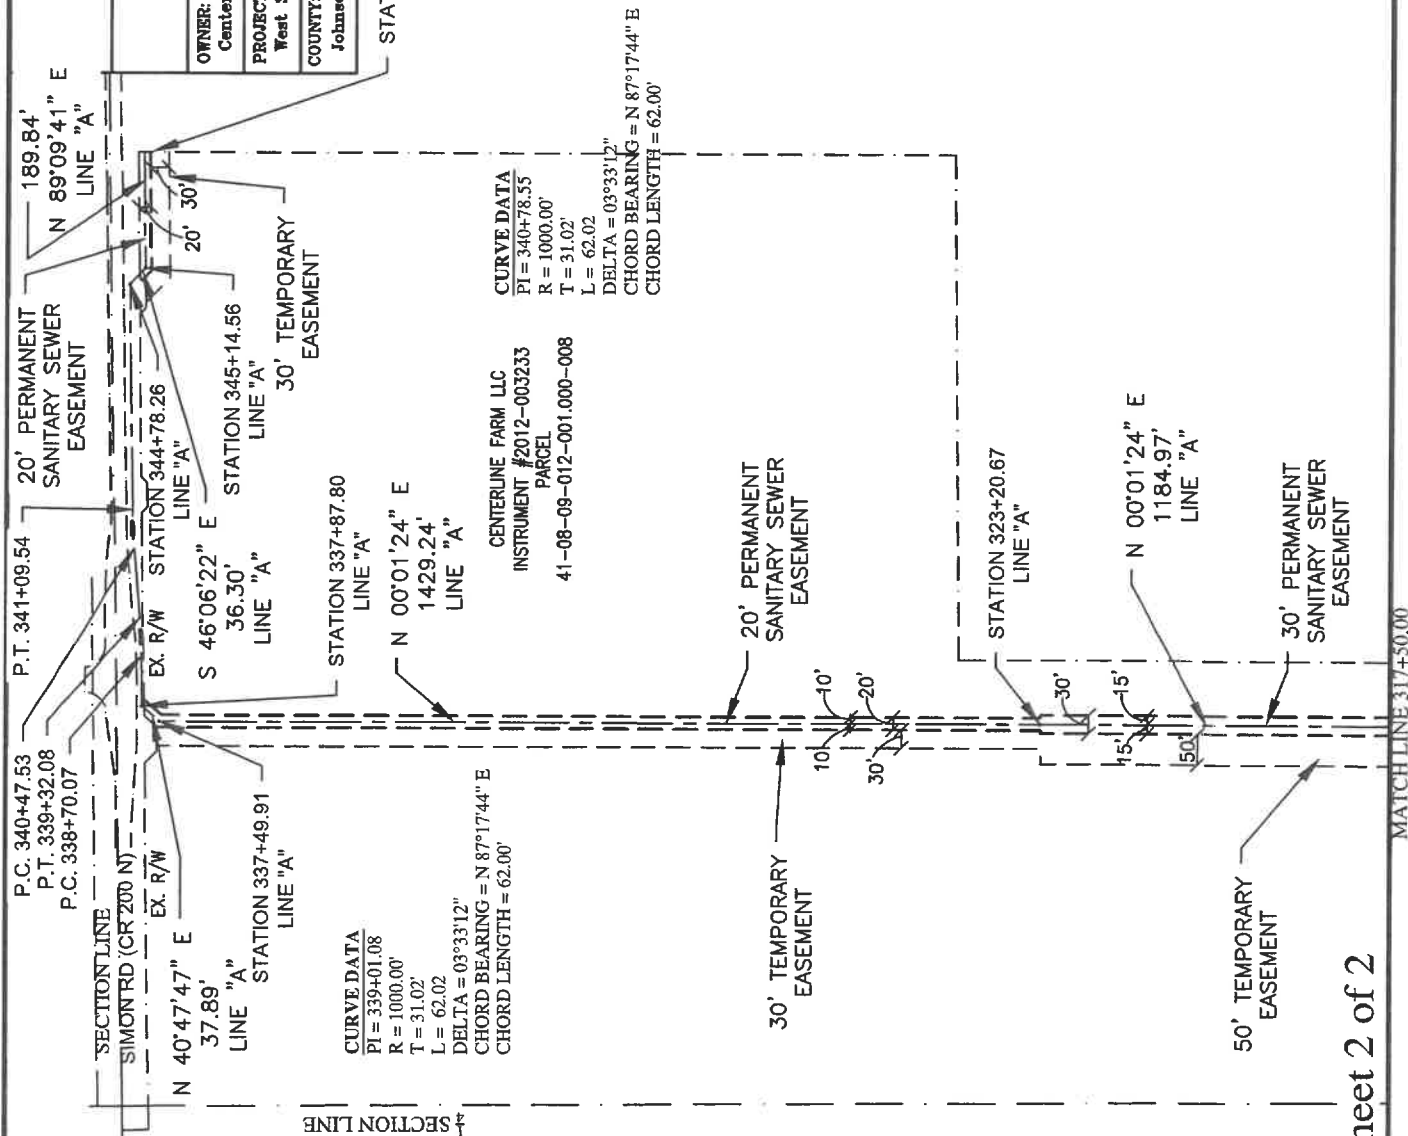 OWNER:
Center
PROJECT
West S
COUNTY:
Johnso
STAT
189.84'
N 89°09'41" E
LINE "A"
20' PERMANENT
SANITARY SEWER
EASEMENT
P.T. 341+09.54
P.C. 340+47.53
P.T. 339+32.08
P.C. 338+70.07
SECTION LINE
SIMON RD (CR 200 N)
EX. R/W
EX. R/W
20'
30'
30' TEMPORARY
EASEMENT
STATION 345+14.56
LINE "A"
STATION 344+78.26
LINE "A"
S 46°06'22" E
36.30'
LINE "A"
STATION 337+87.80
LINE "A"
N 00°01'24" E
1429.24'
LINE "A"
N 40°47'47" E
37.89'
LINE "A"
STATION 337+49.91
LINE "A"
CURVE DATA
PI = 340+78.55
R = 1000.00'
T = 31.02'
L = 62.02
DELTA = 03°33'12"
CHORD BEARING = N 87°17'44" E
CHORD LENGTH = 62.00'
CENTERLINE FARM LLC
INSTRUMENT #2012-003233
PARCEL
41-08-09-012-001.000-008
CURVE DATA
PI = 339+01.08
R = 1000.00'
T = 31.02'
L = 62.02
DELTA = 03°33'12"
CHORD BEARING = N 87°17'44" E
CHORD LENGTH = 62.00'
1/4 SECTION LINE
20' PERMANENT
SANITARY SEWER
EASEMENT
10'
10'
20'
30'
30' TEMPORARY
EASEMENT
STATION 323+20.67
LINE "A"
30'
15'
15'
50'
N 00°01'24" E
1184.97'
LINE "A"
30' PERMANENT
SANITARY SEWER
EASEMENT
50' TEMPORARY
EASEMENT
MATCH LINE 317+50.00
heet 2 of 2